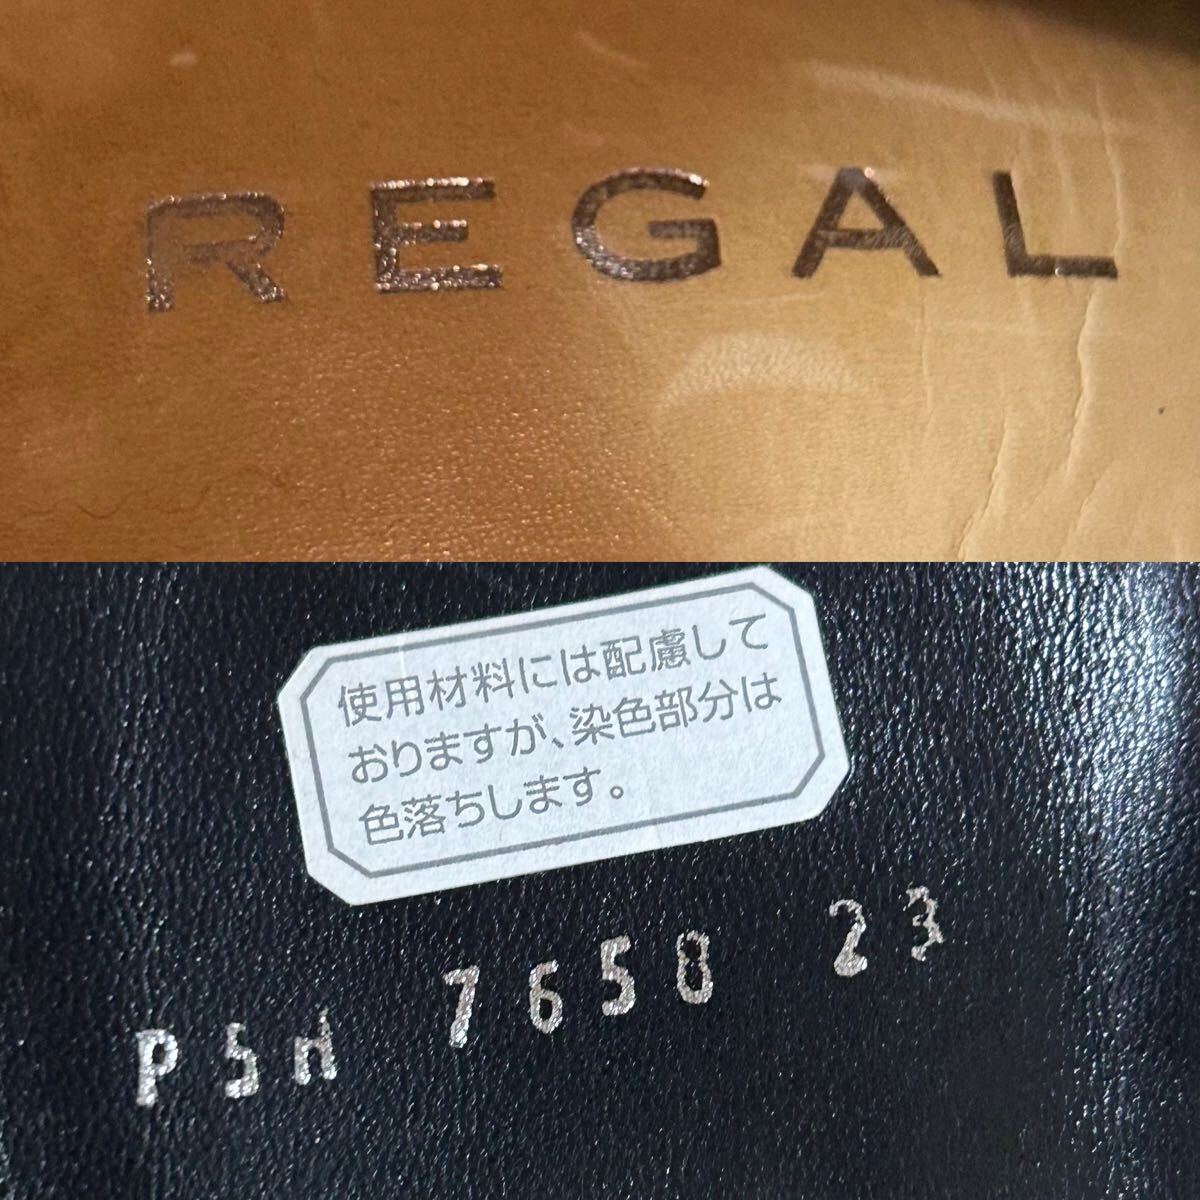 REGAL
使用材料には配慮して
おりますが、染色部分は
色落ちします。
P5H 7650 23